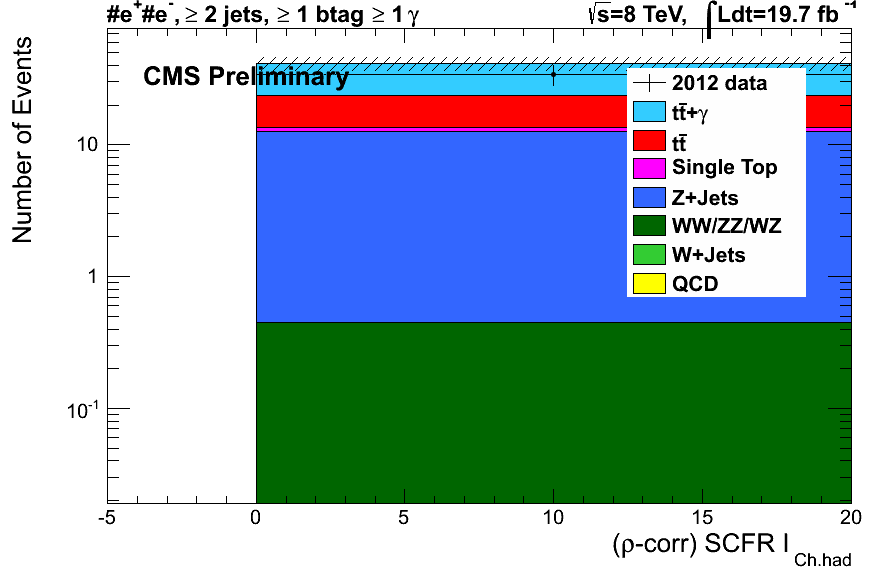 #e⁺#e⁻, ≥ 2 jets, ≥ 1 btag ≥ 1 γ
√s=8 TeV, ∫Ldt=19.7 fb⁻¹
CMS Preliminary
2012 data
tt̄+γ
tt̄
Single Top
Z+Jets
WW/ZZ/WZ
W+Jets
QCD
Number of Events
10
1
10⁻¹
-5 0 5 10 15 20
(ρ-corr) SCFR I_Ch.had